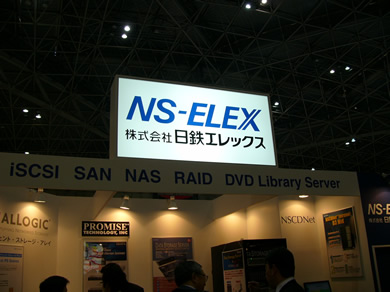 NS-ELEX
株式会社日鉄エレックス
iSCSI SAN NAS RAID DVD Library Server
ALLOGIC
PROMISE
TECHNOLOGY, INC
NSCDNet
NS-EL